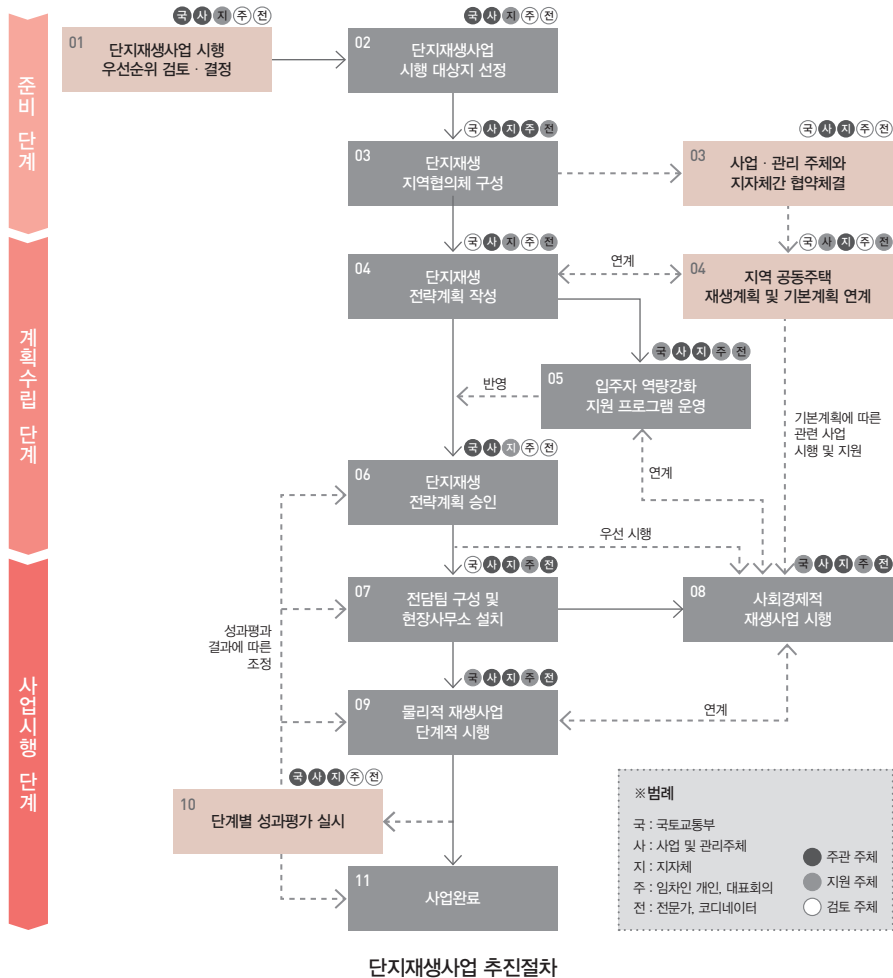 준비 단계
국 사 지 주 전
01
단지재생사업 시행
우선순위 검토 · 결정
국 사 지 주 전
02
단지재생사업
시행 대상지 선정
국 사 지 주 전
03
단지재생
지역협의체 구성
국 사 지 주 전
03
사업 · 관리 주체와
지자체간 협약체결
계획수립 단계
국 사 지 주 전
04
단지재생
전략계획 작성
연계
국 사 지 주 전
04
지역 공동주택
재생계획 및 기본계획 연계
국 사 지 주 전
05
입주자 역량강화
지원 프로그램 운영
반영
기본계획에 따른
관련 사업
시행 및 지원
국 사 지 주 전
06
단지재생
전략계획 승인
연계
우선 시행
사업시행 단계
국 사 지 주 전
07
전담팀 구성 및
현장사무소 설치
국 사 지 주 전
08
사회경제적
재생사업 시행
성과평과
결과에 따른
조정
국 사 지 주 전
09
물리적 재생사업
단계적 시행
연계
국 사 지 주 전
10
단계별 성과평가 실시
11
사업완료
※범례
국 : 국토교통부
사 : 사업 및 관리주체
지 : 지자체
주 : 임차인 개인, 대표회의
전 : 전문가, 코디네이터
주관 주체
지원 주체
검토 주체
단지재생사업 추진절차